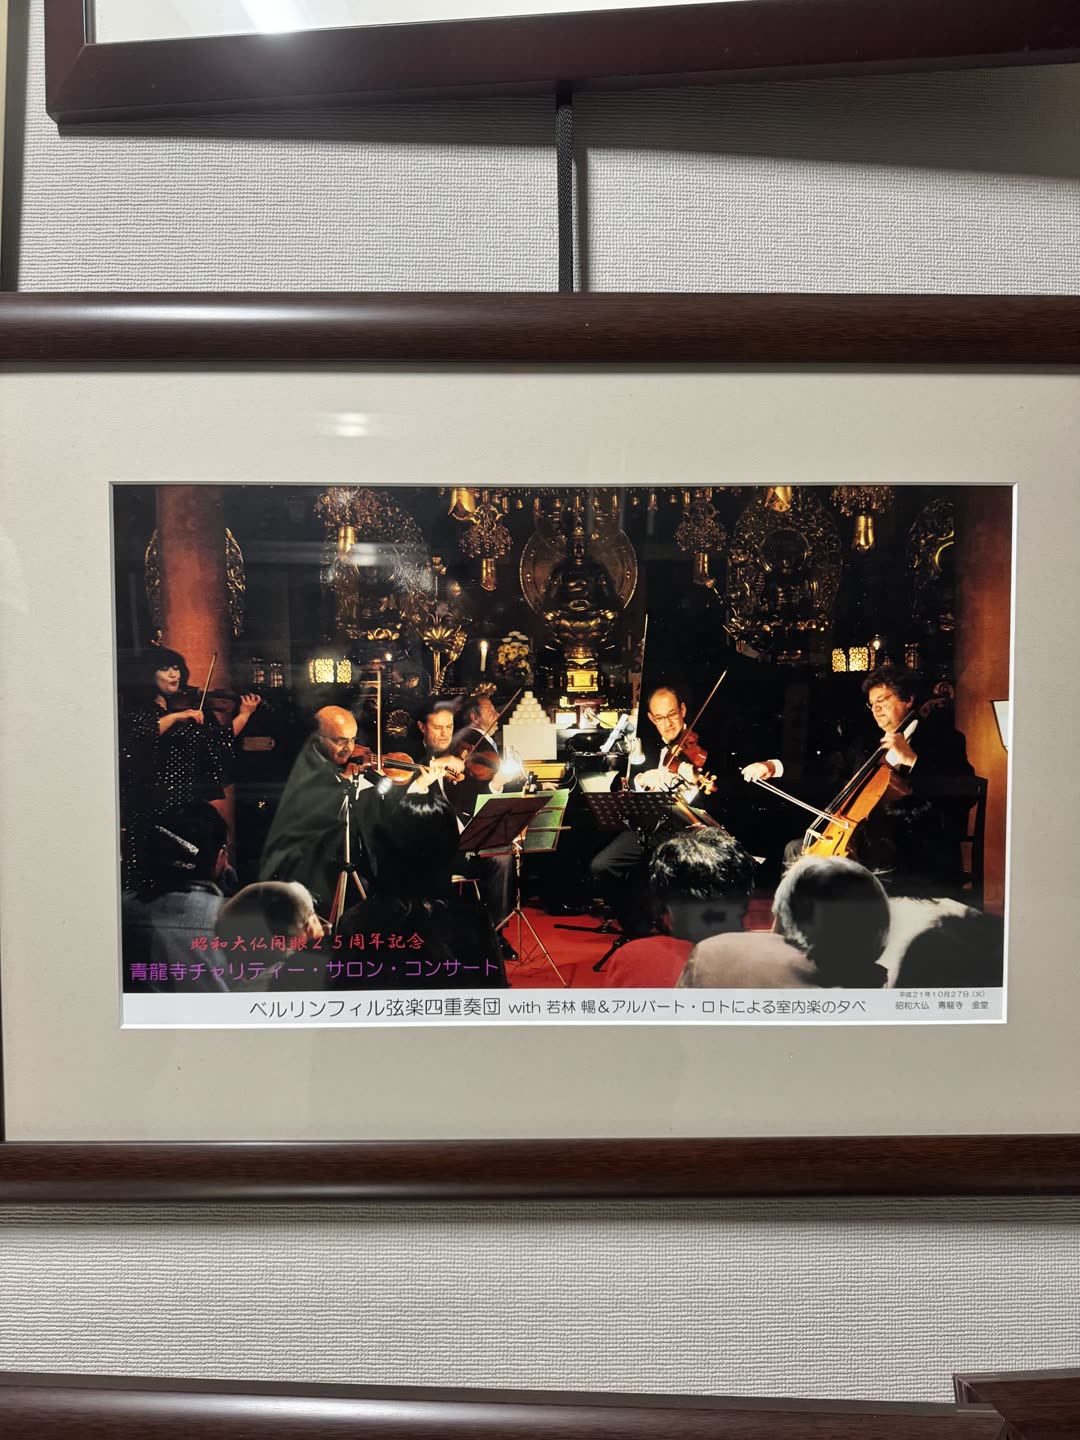 昭和大仏開眼25周年記念
青龍寺チャリティー・サロン・コンサート
ベルリンフィル弦楽四重奏団 with 若林 暢&アルバート・ロトによる室内楽の夕べ
平成21年10月27日(火)
昭和大仏 青龍寺 金堂